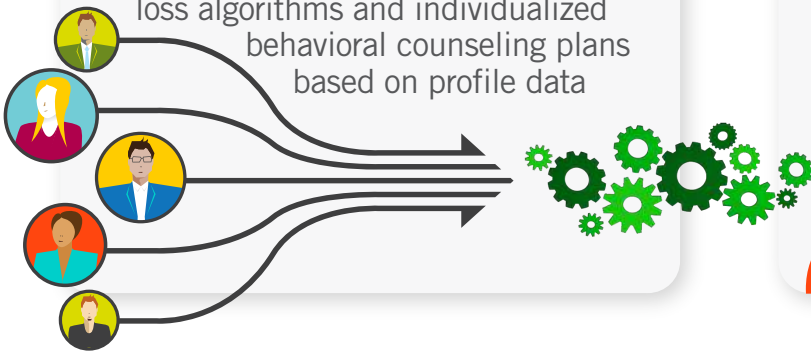 loss algorithms and individualized
behavioral counseling plans
based on profile data